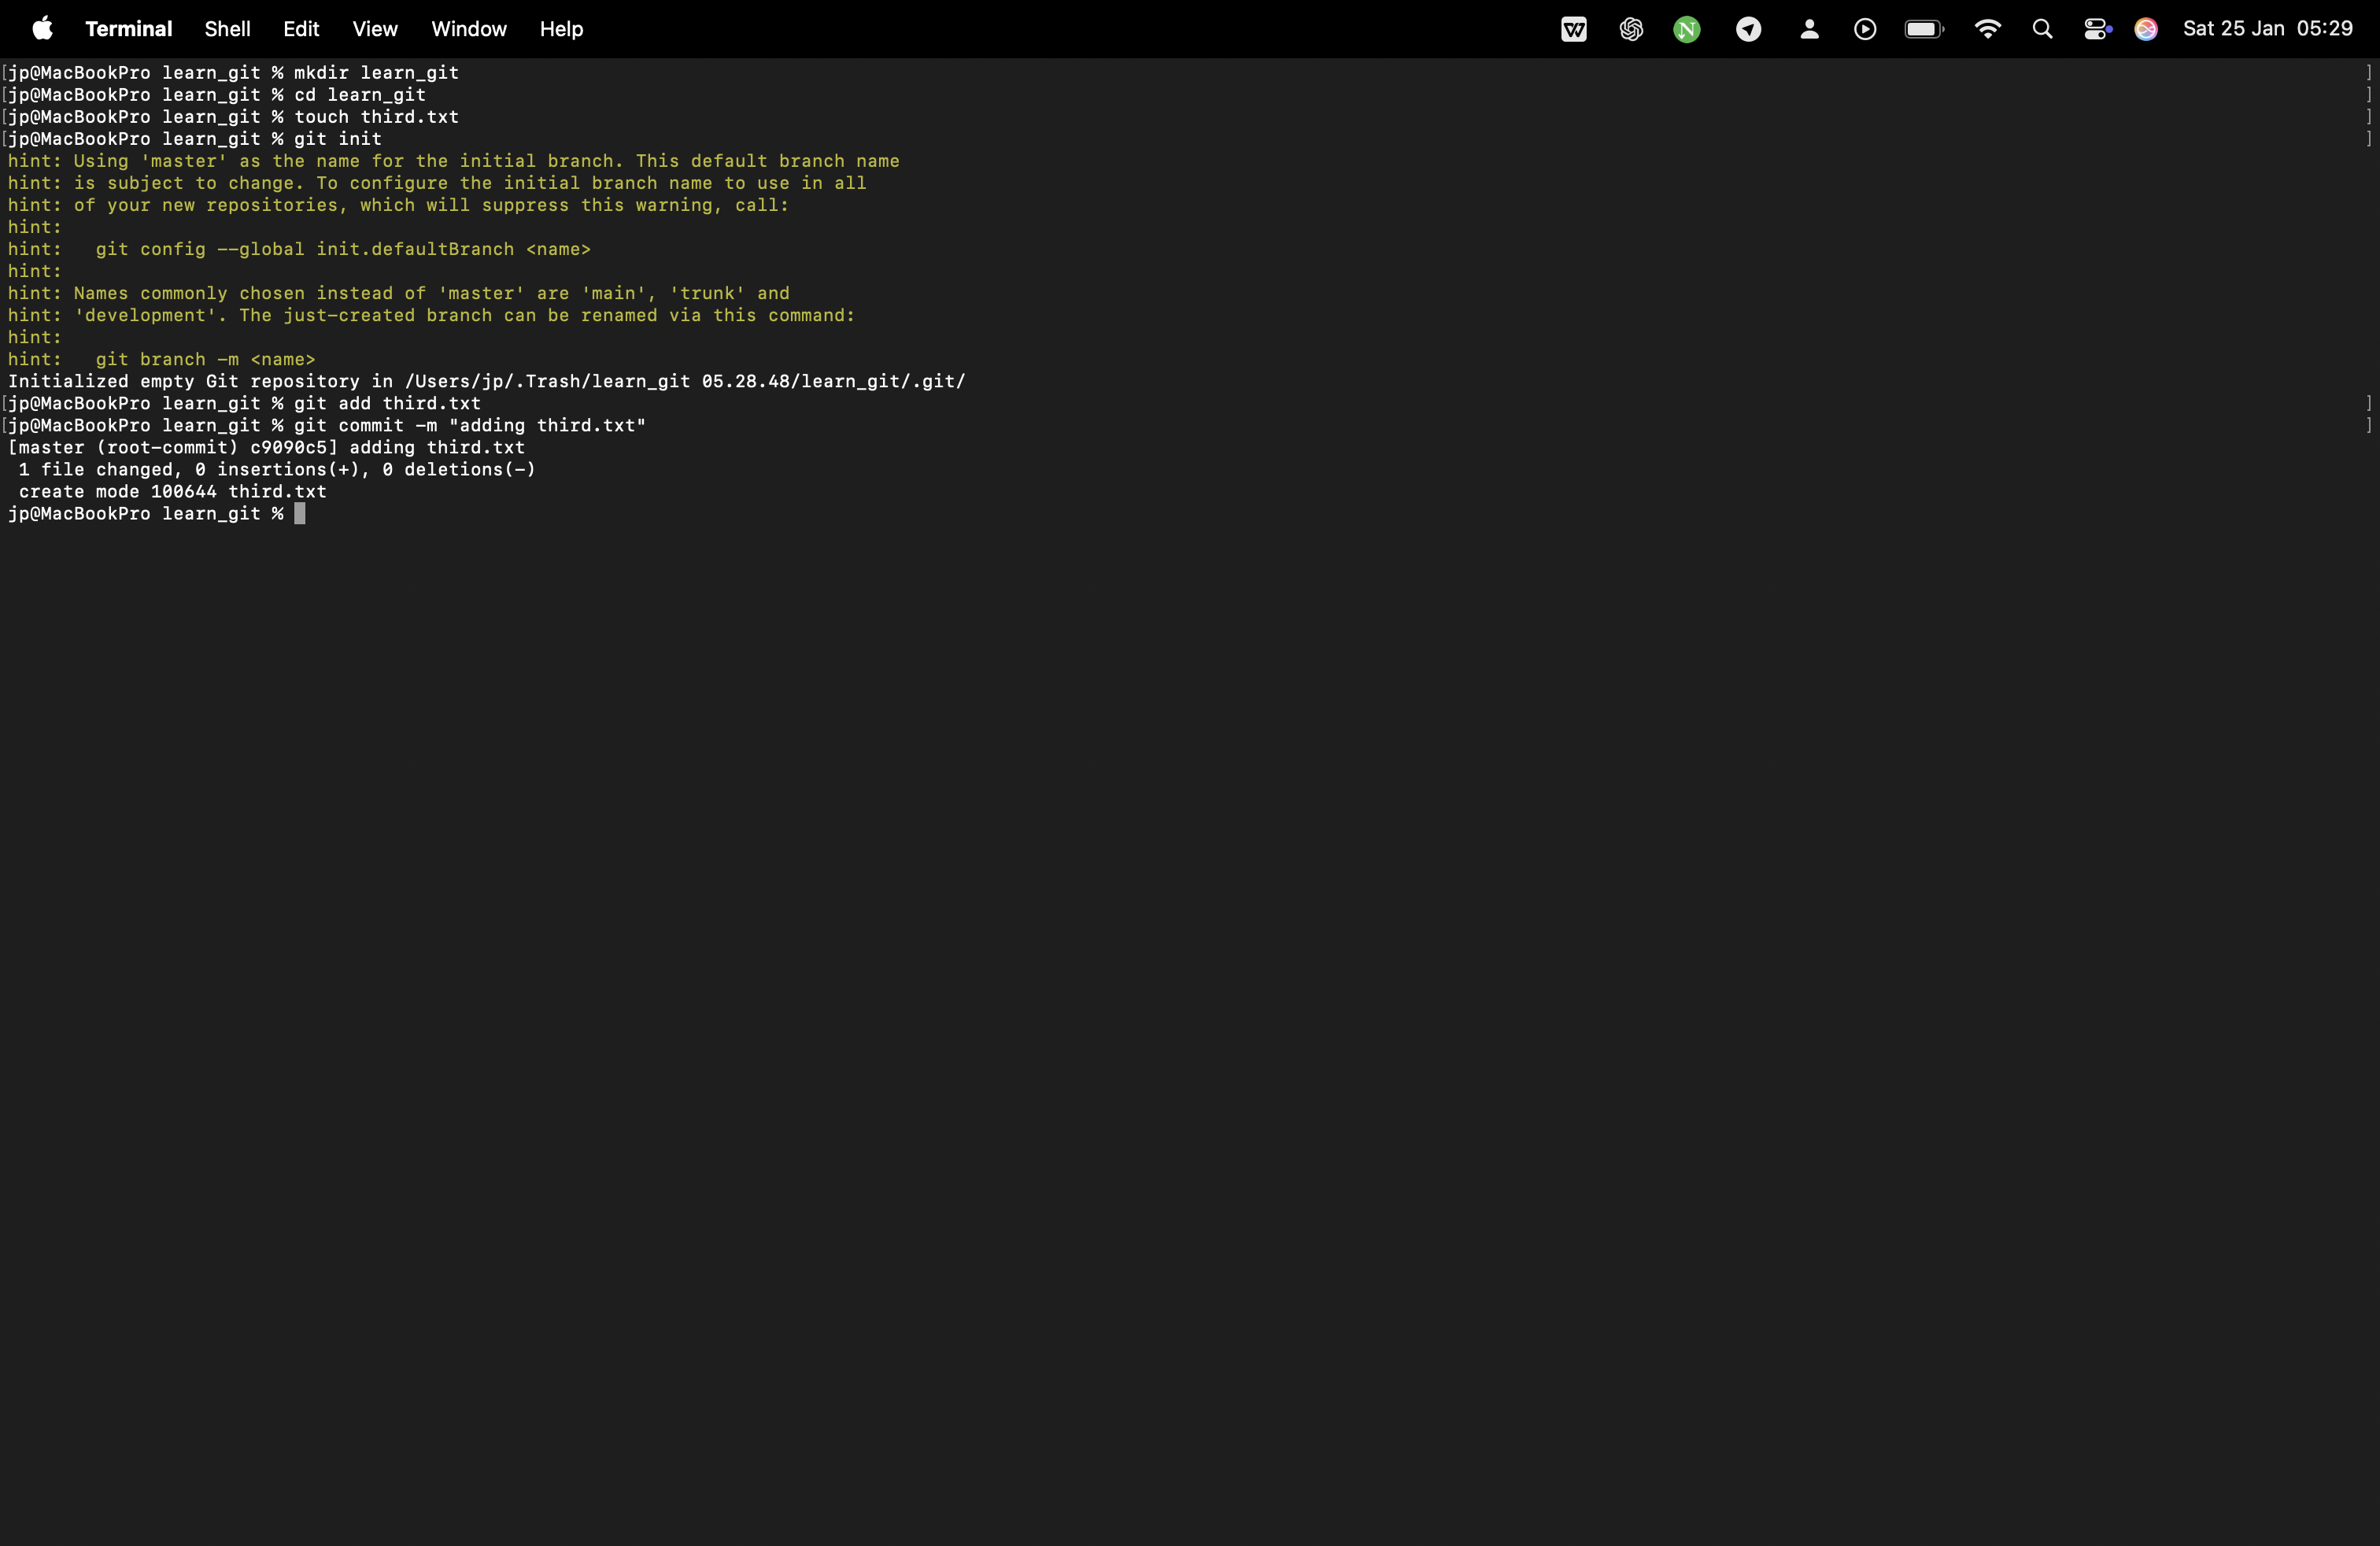 Terminal Shell Edit View Window Help Sat 25 Jan 05:29
[jp@MacBookPro learn_git % mkdir learn_git ]
[jp@MacBookPro learn_git % cd learn_git ]
[jp@MacBookPro learn_git % touch third.txt ]
[jp@MacBookPro learn_git % git init ]
hint: Using 'master' as the name for the initial branch. This default branch name
hint: is subject to change. To configure the initial branch name to use in all
hint: of your new repositories, which will suppress this warning, call:
hint:
hint:   git config --global init.defaultBranch <name>
hint:
hint: Names commonly chosen instead of 'master' are 'main', 'trunk' and
hint: 'development'. The just-created branch can be renamed via this command:
hint:
hint:   git branch -m <name>
Initialized empty Git repository in /Users/jp/.Trash/learn_git 05.28.48/learn_git/.git/
[jp@MacBookPro learn_git % git add third.txt ]
[jp@MacBookPro learn_git % git commit -m "adding third.txt" ]
[master (root-commit) c9090c5] adding third.txt
 1 file changed, 0 insertions(+), 0 deletions(-)
 create mode 100644 third.txt
jp@MacBookPro learn_git %